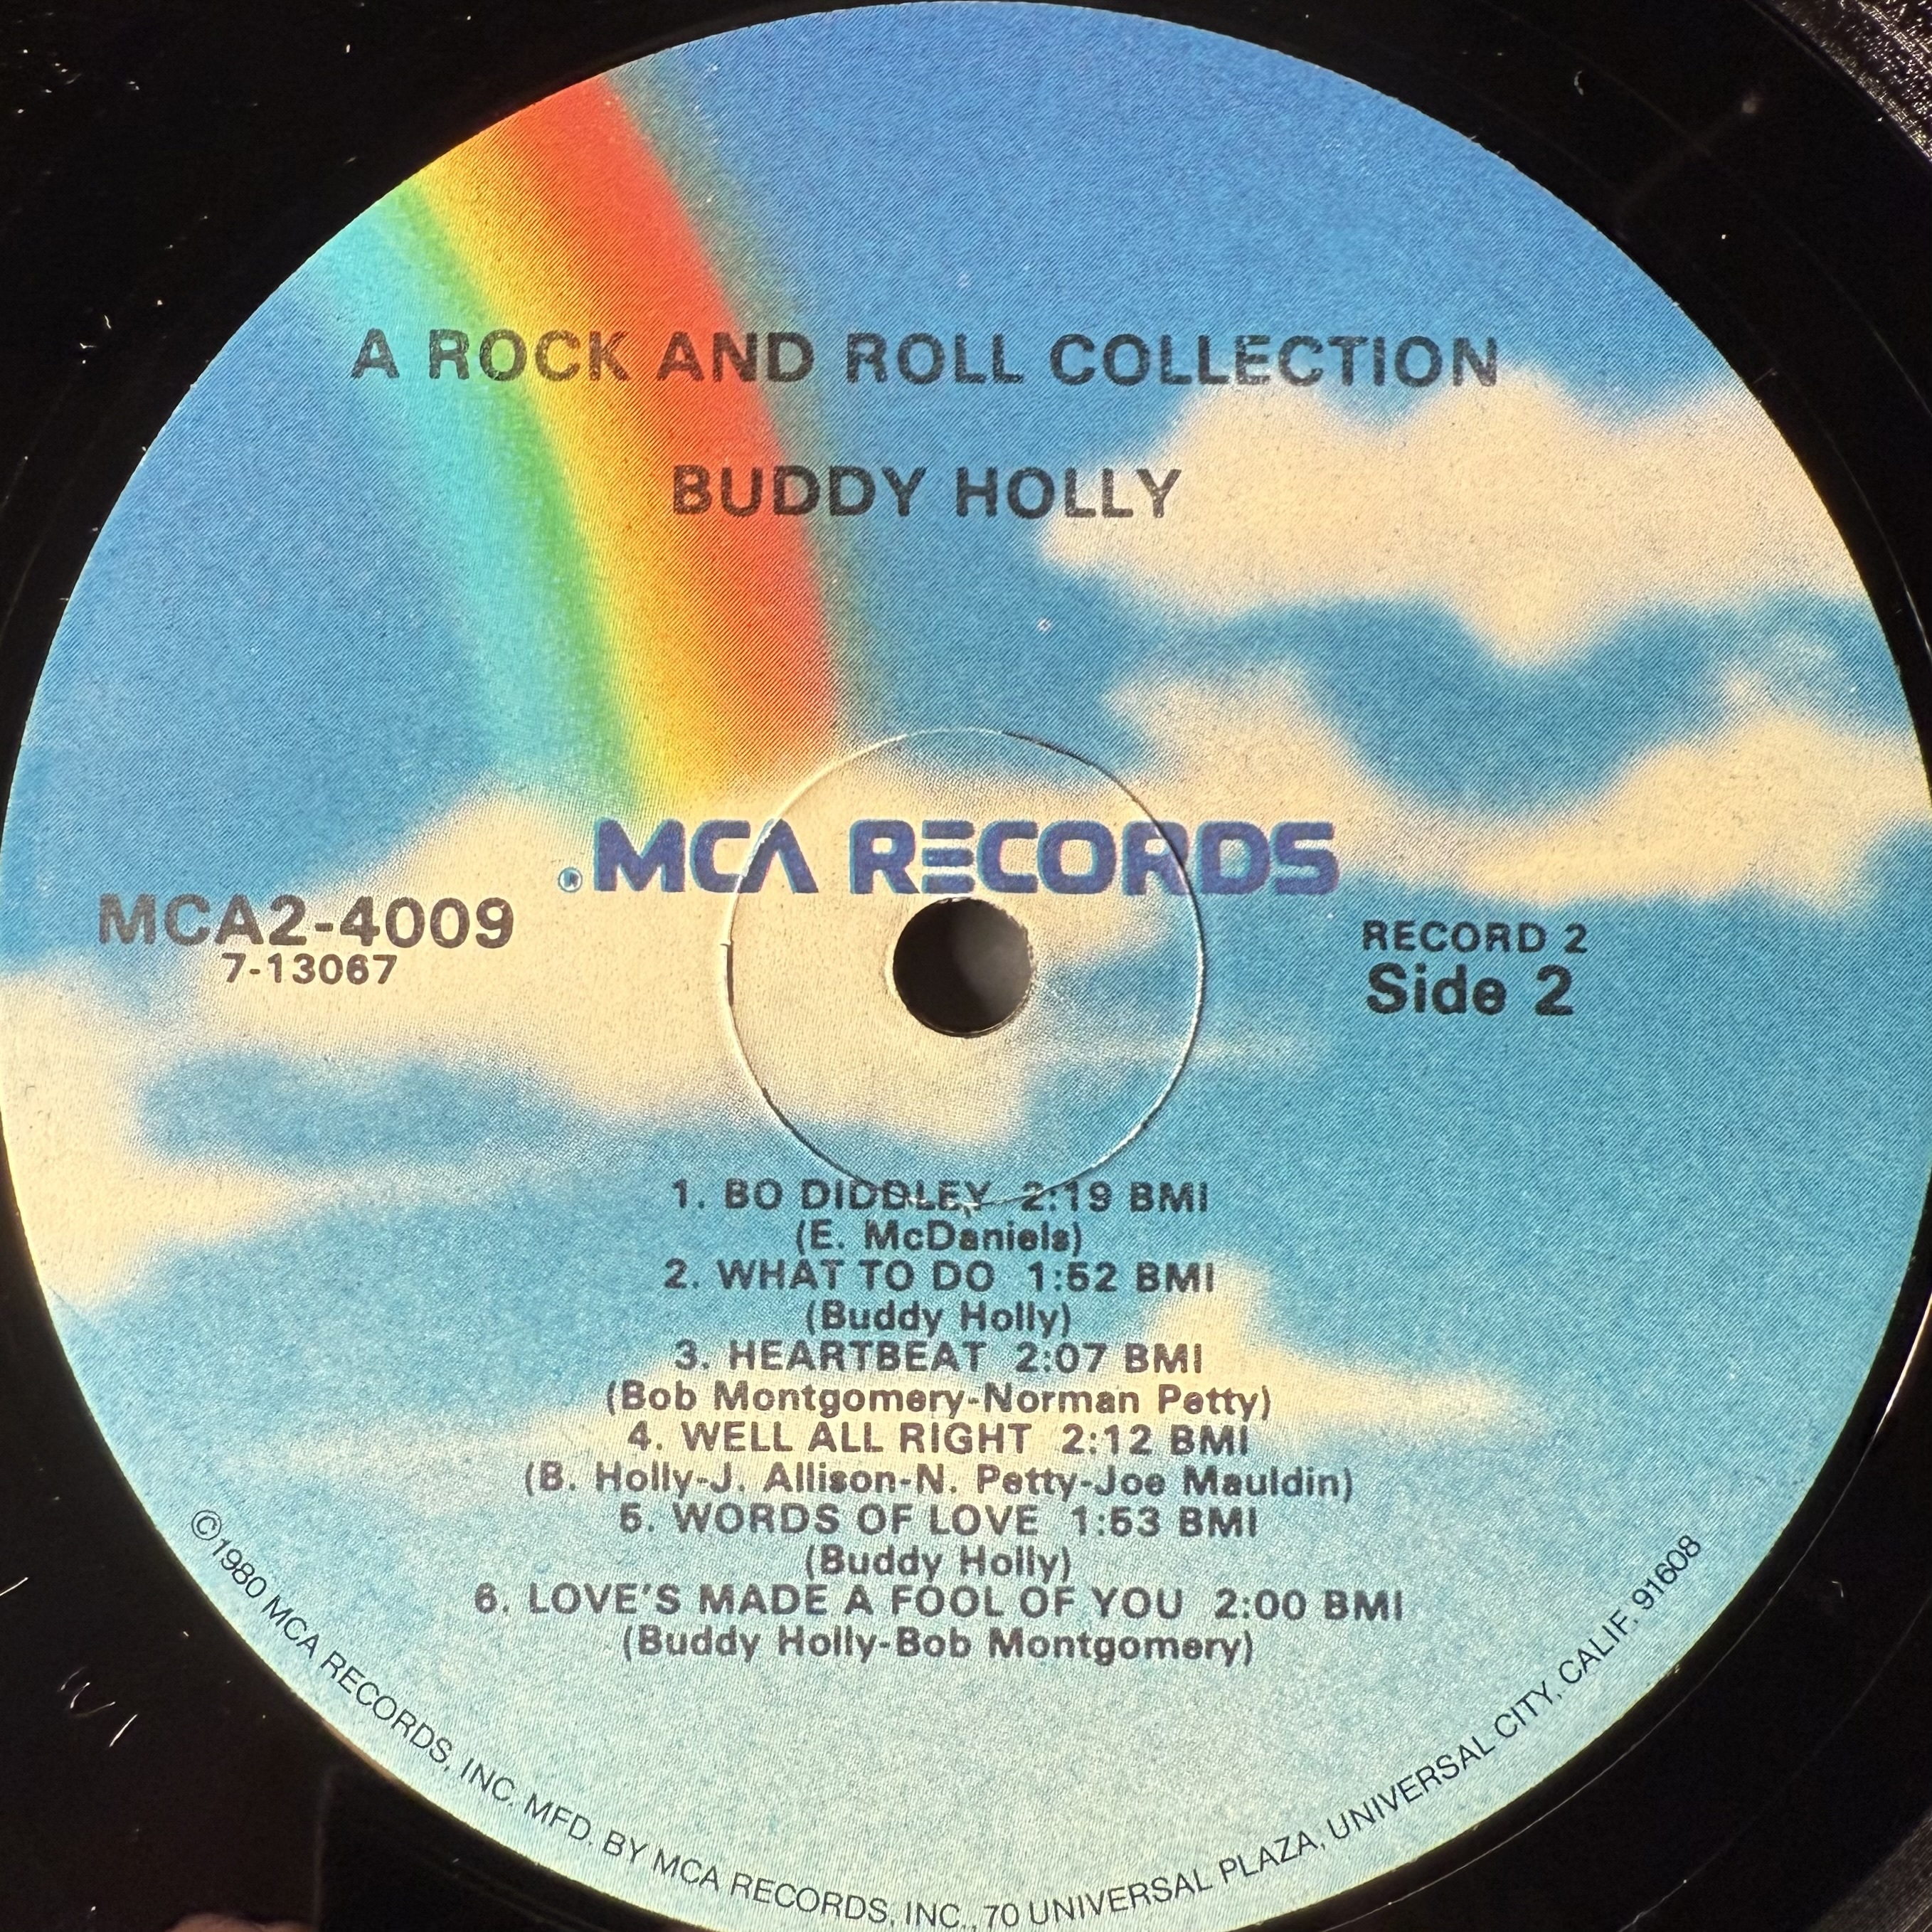 A ROCK AND ROLL COLLECTION
BUDDY HOLLY
® MCA RECORDS
MCA2-4009
7-13067
RECORD 2
Side 2
1. BO DIDDLEY 2:19 BMI
(E. McDaniels)
2. WHAT TO DO 1:52 BMI
(Buddy Holly)
3. HEARTBEAT 2:07 BMI
(Bob Montgomery-Norman Petty)
4. WELL ALL RIGHT 2:12 BMI
(B. Holly-J. Allison-N. Petty-Joe Mauldin)
5. WORDS OF LOVE 1:53 BMI
(Buddy Holly)
6. LOVE'S MADE A FOOL OF YOU 2:00 BMI
(Buddy Holly-Bob Montgomery)
©1980 MCA RECORDS, INC. MFD. BY MCA RECORDS, INC., 70 UNIVERSAL PLAZA, UNIVERSAL CITY, CALIF. 91608